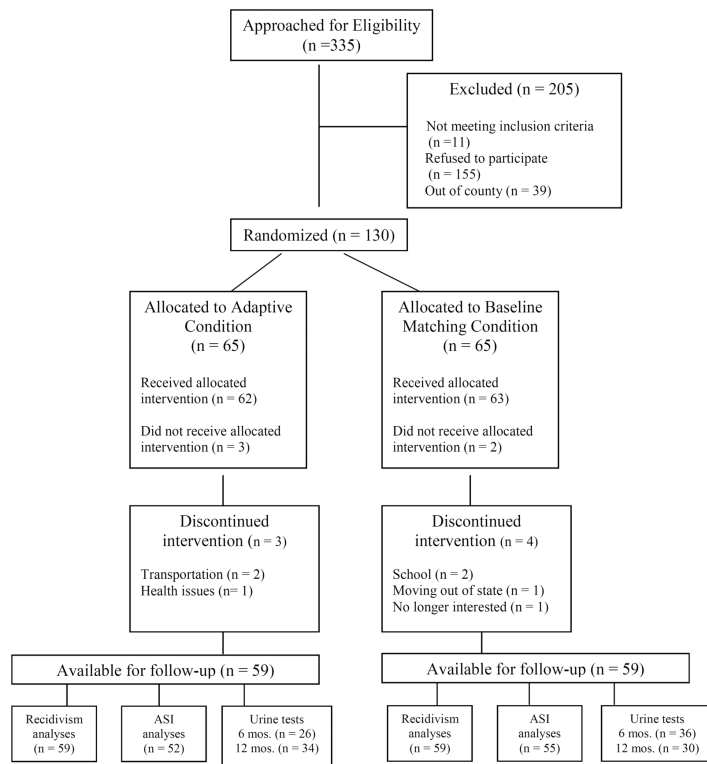 Approached for Eligibility
(n =335)
Excluded (n = 205)
Not meeting inclusion criteria
(n =11)
Refused to participate
(n = 155)
Out of county (n = 39)
Randomized (n = 130)
Allocated to Adaptive
Condition
(n = 65)
Received allocated
intervention (n = 62)
Did not receive allocated
intervention (n = 3)
Allocated to Baseline
Matching Condition
(n = 65)
Received allocated
intervention (n = 63)
Did not receive allocated
intervention (n = 2)
Discontinued
intervention (n = 3)
Transportation (n = 2)
Health issues (n= 1)
Discontinued
intervention (n = 4)
School (n = 2)
Moving out of state (n = 1)
No longer interested (n = 1)
Available for follow-up (n = 59)
Available for follow-up (n = 59)
Recidivism
analyses
(n = 59)
ASI
analyses
(n = 52)
Urine tests
6 mos. (n = 26)
12 mos. (n = 34)
Recidivism
analyses
(n = 59)
ASI
analyses
(n = 55)
Urine tests
6 mos. (n = 36)
12 mos. (n = 30)